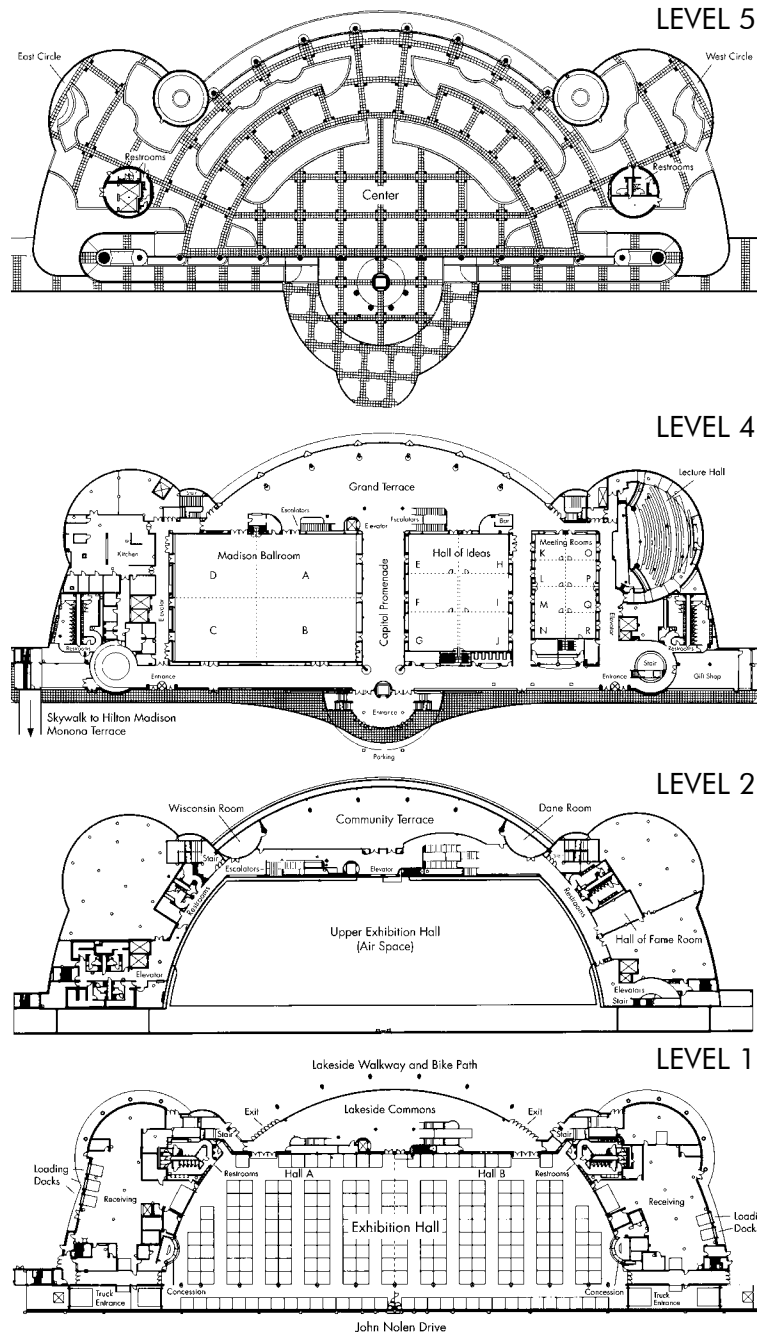 LEVEL 5
East Circle
West Circle
Restrooms
Restrooms
Center
LEVEL 4
Lecture Hall
Grand Terrace
Stair
Escalators
Elevator
Escalators
Bar
Kitchen
Madison Ballroom
D
A
C
B
Hall of Ideas
E
H
F
I
G
J
Meeting Rooms
K
O
L
P
M
Q
N
R
Elevator
Capitol Promenade
Elevator
Restrooms
Restrooms
Stair
Gift Shop
Entrance
Entrance
Entrance
Skywalk to Hilton Madison
Monona Terrace
Parking
LEVEL 2
Wisconsin Room
Dane Room
Community Terrace
Stair
Escalators
Elevator
Restrooms
Restrooms
Upper Exhibition Hall
(Air Space)
Hall of Fame Room
Elevator
Elevators
Stair
LEVEL 1
Lakeside Walkway and Bike Path
Exit
Exit
Lakeside Commons
Stair
Stair
Restrooms
Restrooms
Hall A
Hall B
Loading
Docks
Receiving
Receiving
Loadi
Dock
Exhibition Hall
Concession
Concession
Truck
Entrance
Truck
Entrance
John Nolen Drive